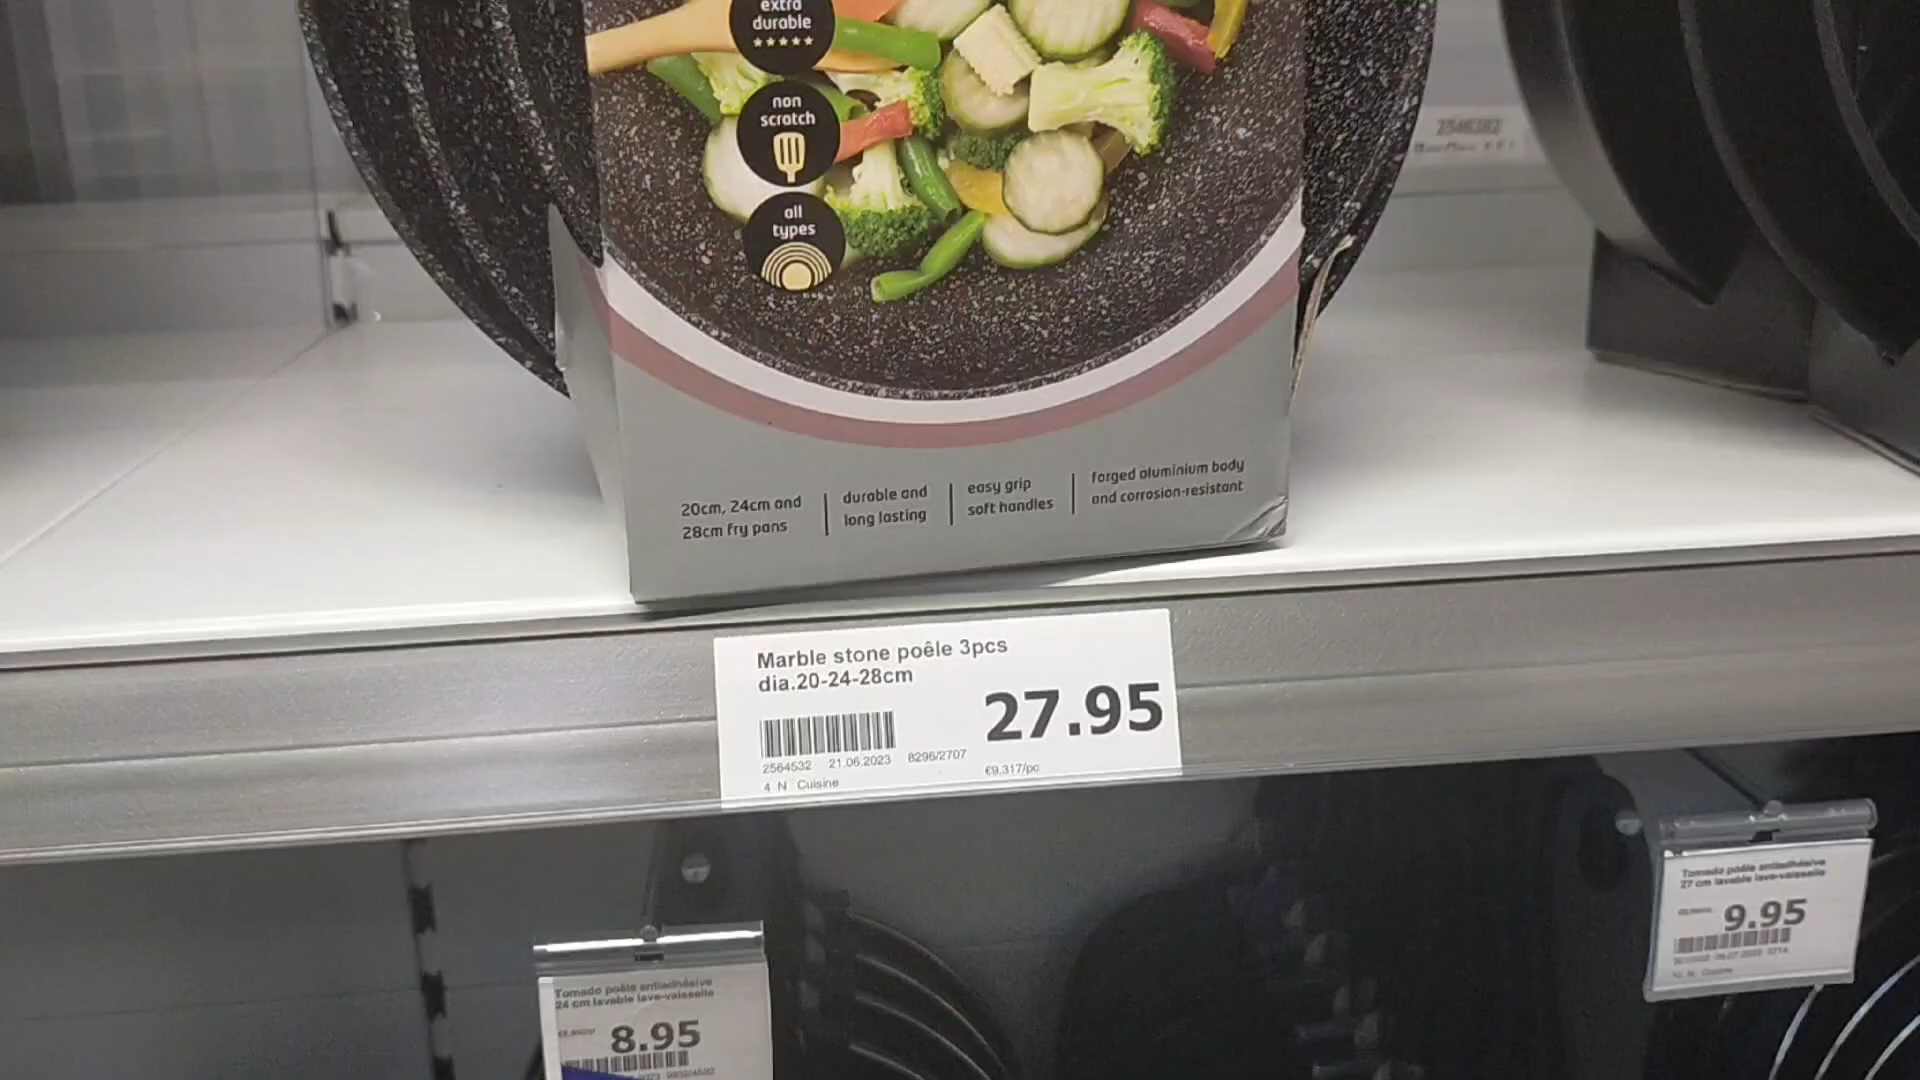 extra
durable
non
scratch
all
types
20cm, 24cm and
28cm fry pans
durable and
long lasting
easy grip
soft handles
forged aluminium body
and corrosion-resistant
Marble stone poêle 3pcs
dia.20-24-28cm
27.95
2564532 21.06.2023 8296/2707
€9,317/pc
4 N Cuisine
Tomado poêle antiadhésive
27 cm lavable lave-vaisselle
9.95
Cuisine
Tomado poêle antiadhésive
24 cm lavable lave-vaisselle
8.95